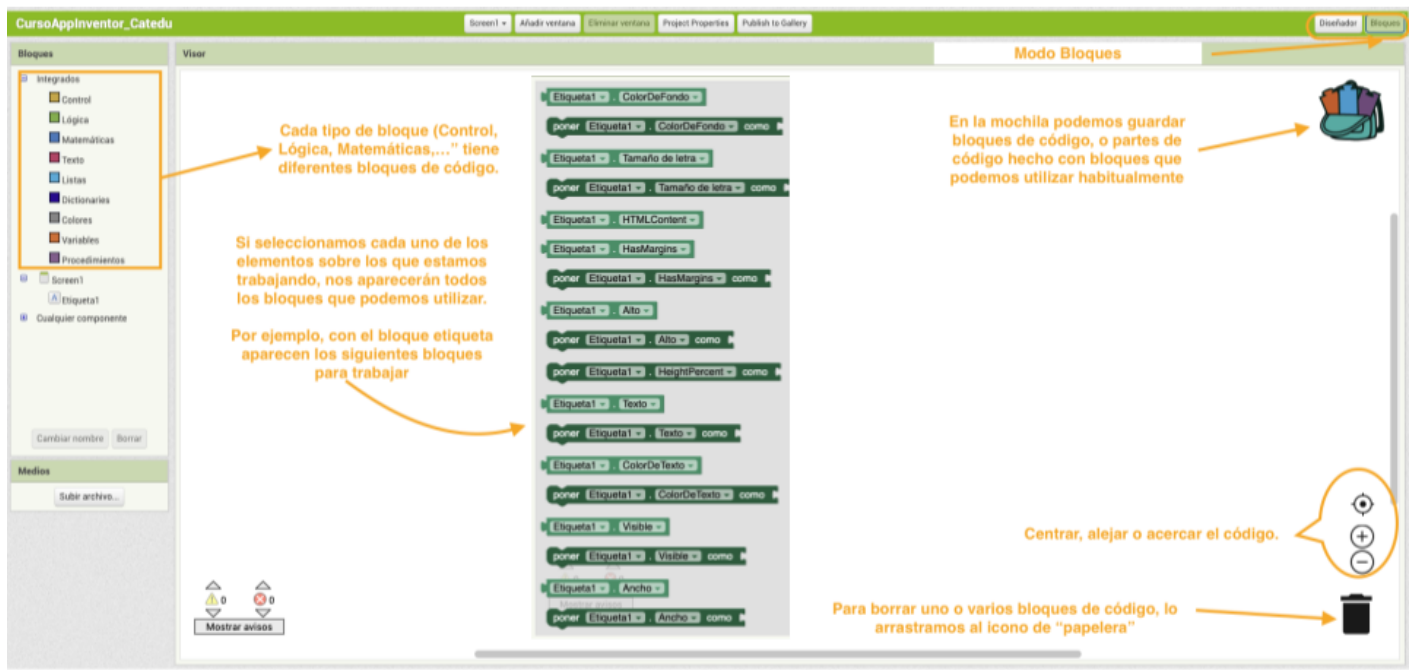 CursoAppInventor_Catedu
Screen1
Añadir ventana
Eliminar ventana
Project Properties
Publish to Gallery
Diseñador
Bloques
Bloques
Visor
Modo Bloques
Integrados
Control
Lógica
Matemáticas
Texto
Listas
Dictionaries
Colores
Variables
Procedimientos
Screen1
A Etiqueta1
Cualquier componente
Cambiar nombre
Borrar
Medios
Subir archivo...
Cada tipo de bloque (Control,
Lógica, Matemáticas,..." tiene
diferentes bloques de código.
Si seleccionamos cada uno de los
elementos sobre los que estamos
trabajando, nos aparecerán todos
los bloques que podemos utilizar.
Por ejemplo, con el bloque etiqueta
aparecen los siguientes bloques
para trabajar
Etiqueta1 . ColorDeFondo
poner Etiqueta1 . ColorDeFondo como
Etiqueta1 . Tamaño de letra
poner Etiqueta1 . Tamaño de letra como
Etiqueta1 . HTMLContent
Etiqueta1 . HasMargins
poner Etiqueta1 . HasMargins como
Etiqueta1 . Alto
poner Etiqueta1 . Alto como
poner Etiqueta1 . HeightPercent como
Etiqueta1 . Texto
poner Etiqueta1 . Texto como
Etiqueta1 . ColorDeTexto
poner Etiqueta1 . ColorDeTexto como
Etiqueta1 . Visible
poner Etiqueta1 . Visible como
Etiqueta1 . Ancho
Mostrar avisos
poner Etiqueta1 . Ancho como
En la mochila podemos guardar
bloques de código, o partes de
código hecho con bloques que
podemos utilizar habitualmente
Centrar, alejar o acercar el código.
Para borrar uno o varios bloques de código, lo
arrastramos al icono de "papelera"
0
0
Mostrar avisos